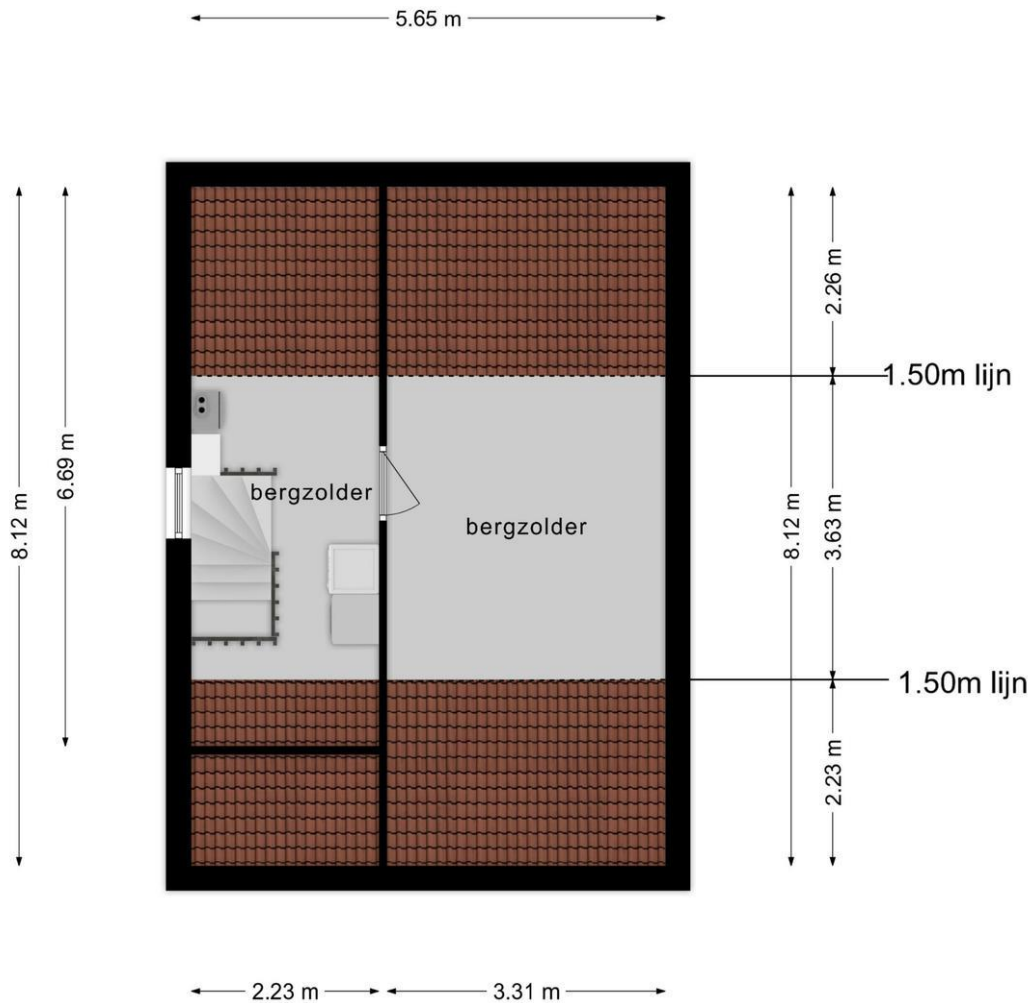 5.65 m
2.26 m
1.50m lijn
6.69 m
8.12 m
bergzolder
bergzolder
8.12 m
3.63 m
1.50m lijn
2.23 m
2.23 m
3.31 m